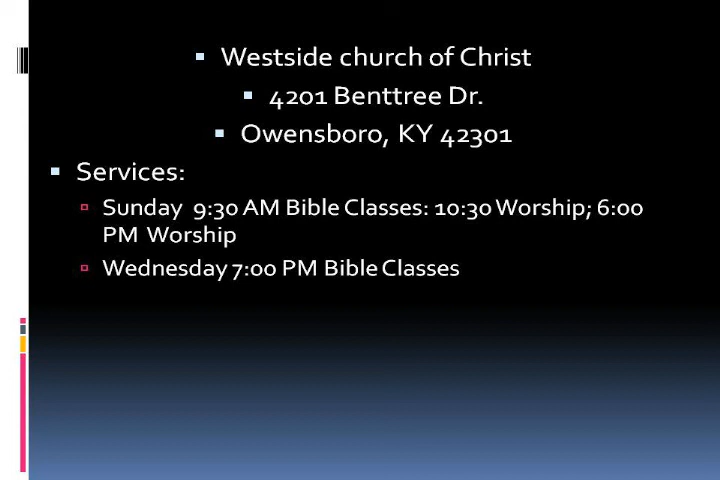 Westside church of Christ
4201 Benttree Dr.
Owensboro, KY 42301
Services:
Sunday 9:30 AM Bible Classes: 10:30 Worship; 6:00
PM Worship
Wednesday 7:00 PM Bible Classes